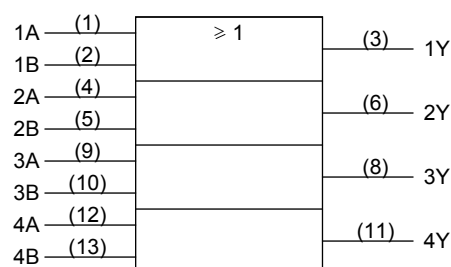 1A (1) ⩾ 1
(3) 1Y
1B (2)
2A (4)
(6) 2Y
2B (5)
3A (9)
(8) 3Y
3B (10)
4A (12)
(11) 4Y
4B (13)